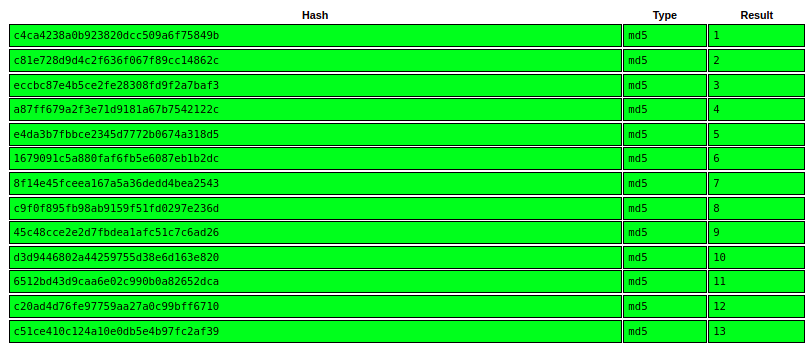 Hash Type Result
c4ca4238a0b923820dcc509a6f75849b md5 1
c81e728d9d4c2f636f067f89cc14862c md5 2
eccbc87e4b5ce2fe28308fd9f2a7baf3 md5 3
a87ff679a2f3e71d9181a67b7542122c md5 4
e4da3b7fbbce2345d7772b0674a318d5 md5 5
1679091c5a880faf6fb5e6087eb1b2dc md5 6
8f14e45fceea167a5a36dedd4bea2543 md5 7
c9f0f895fb98ab9159f51fd0297e236d md5 8
45c48cce2e2d7fbdea1afc51c7c6ad26 md5 9
d3d9446802a44259755d38e6d163e820 md5 10
6512bd43d9caa6e02c990b0a82652dca md5 11
c20ad4d76fe97759aa27a0c99bff6710 md5 12
c51ce410c124a10e0db5e4b97fc2af39 md5 13